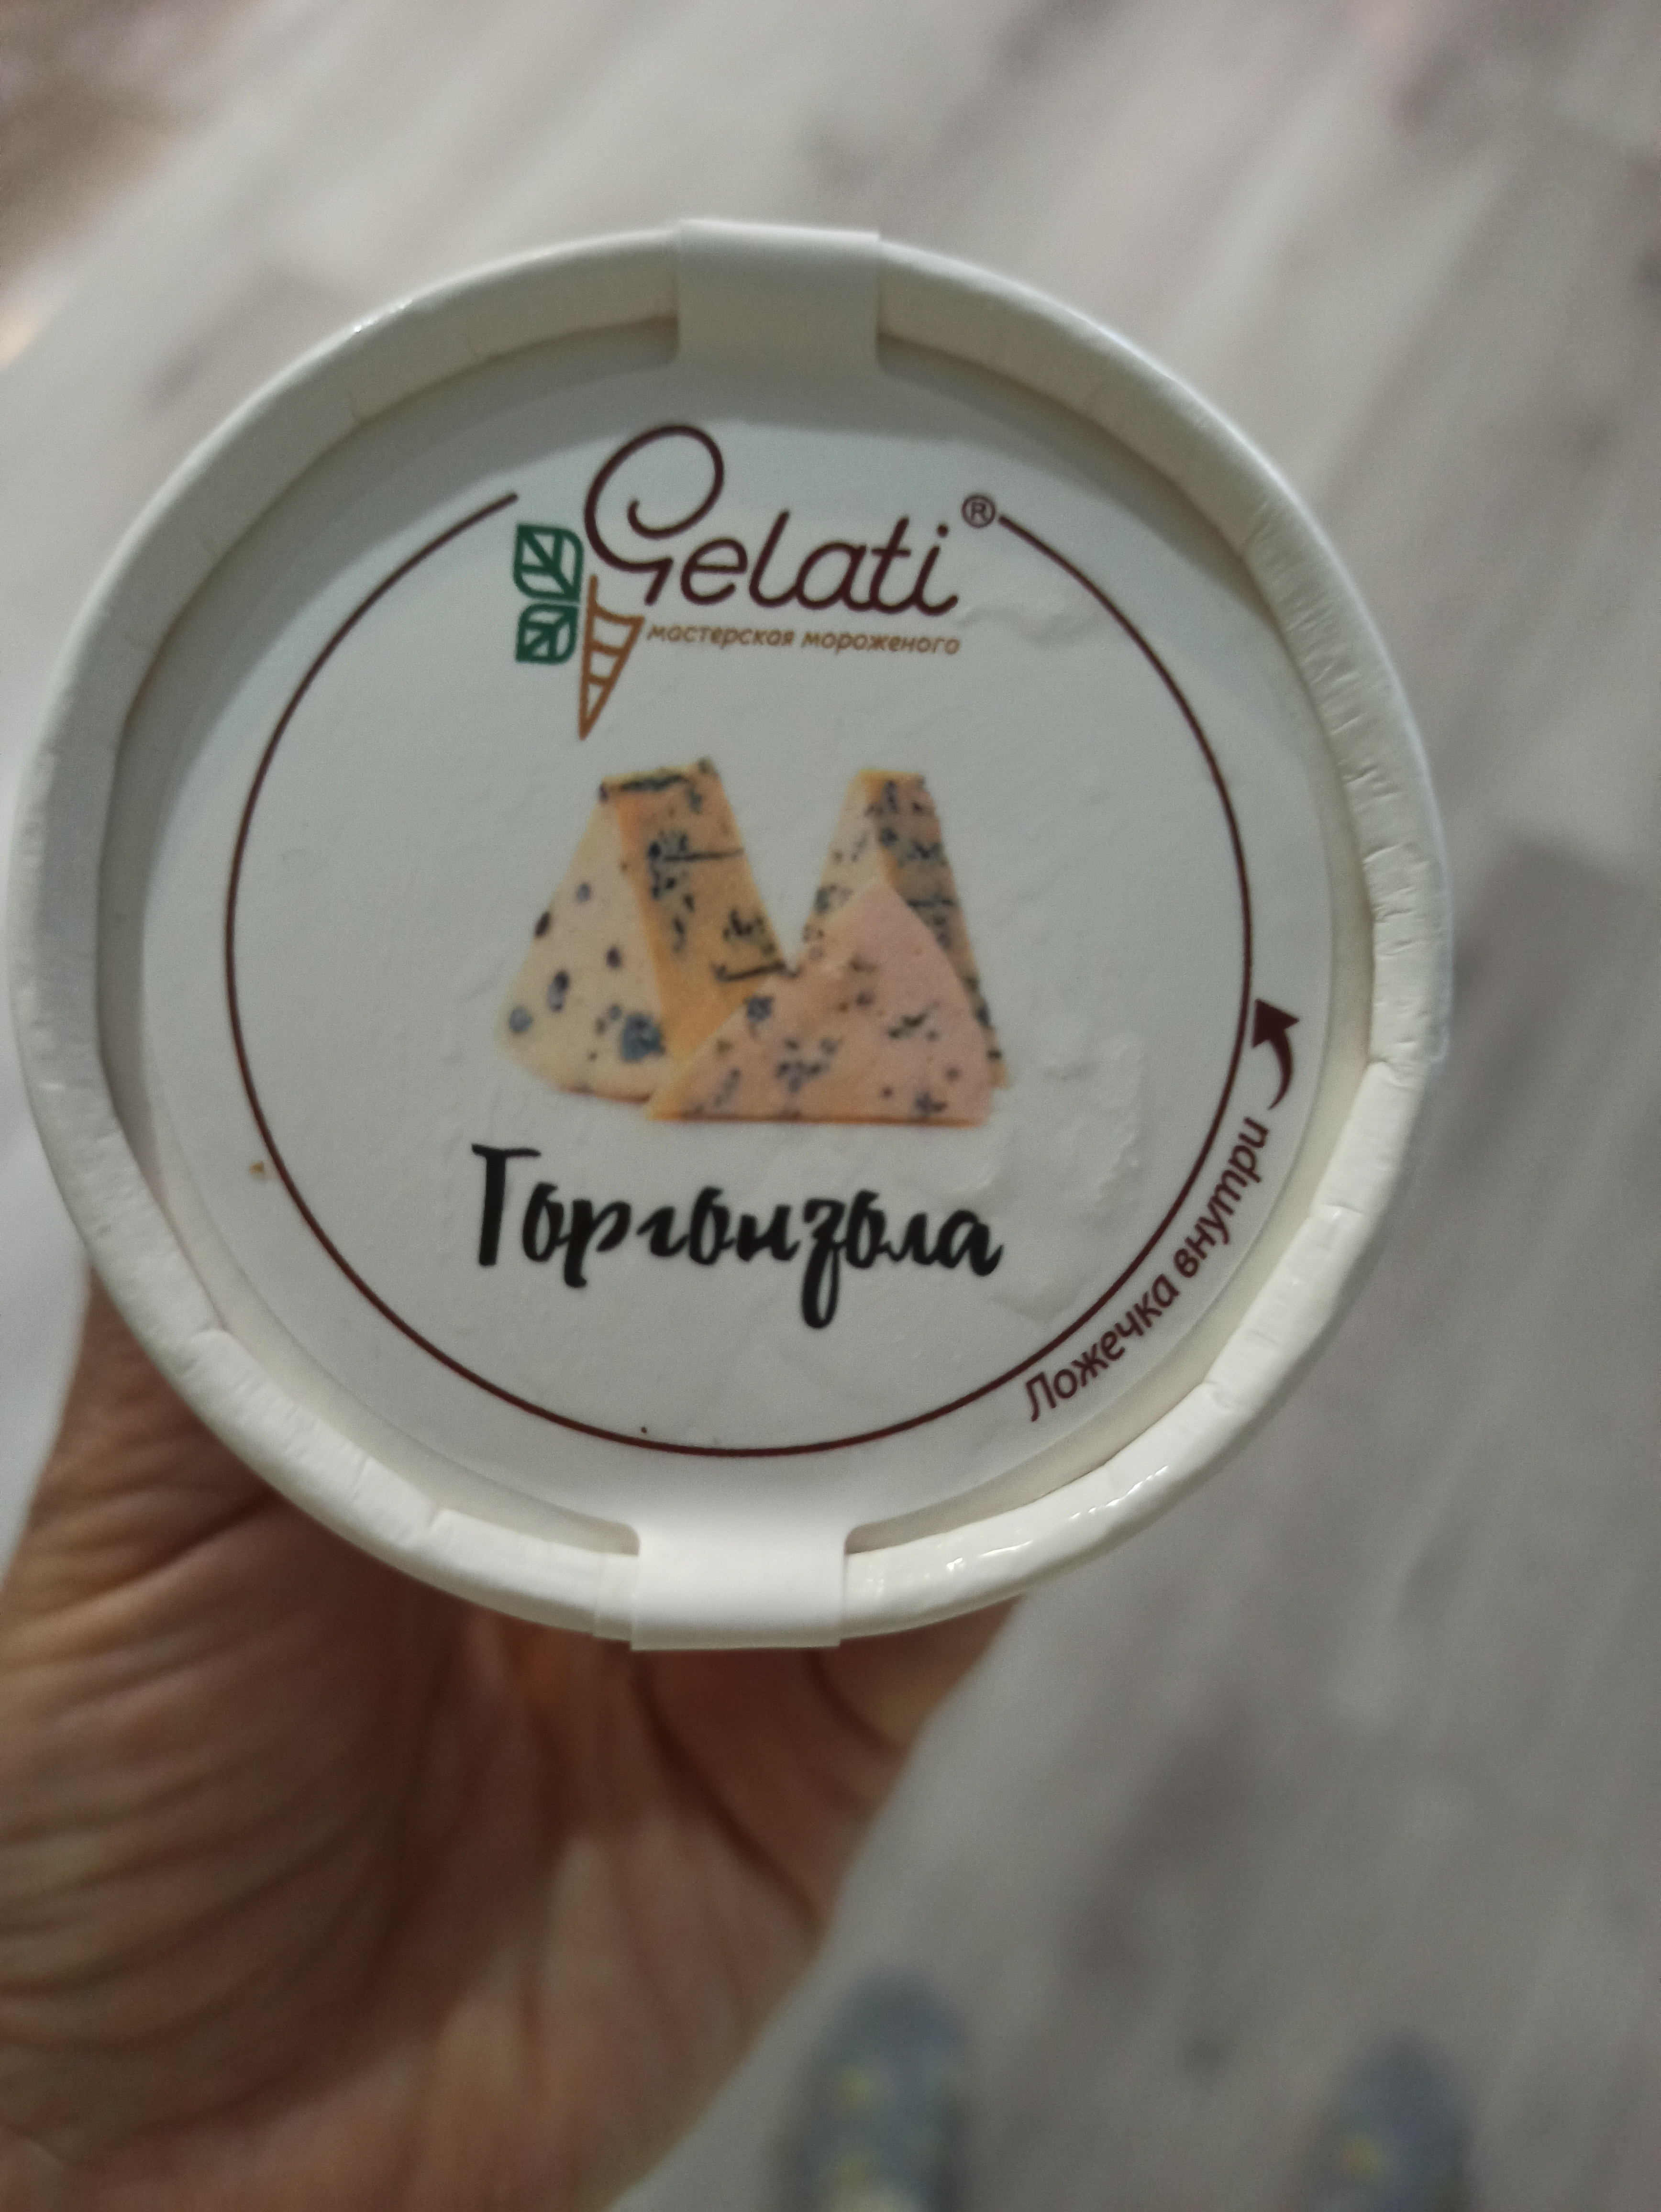 Gelati®
мастерская мороженого
Горгонзола
Ложечка внутри